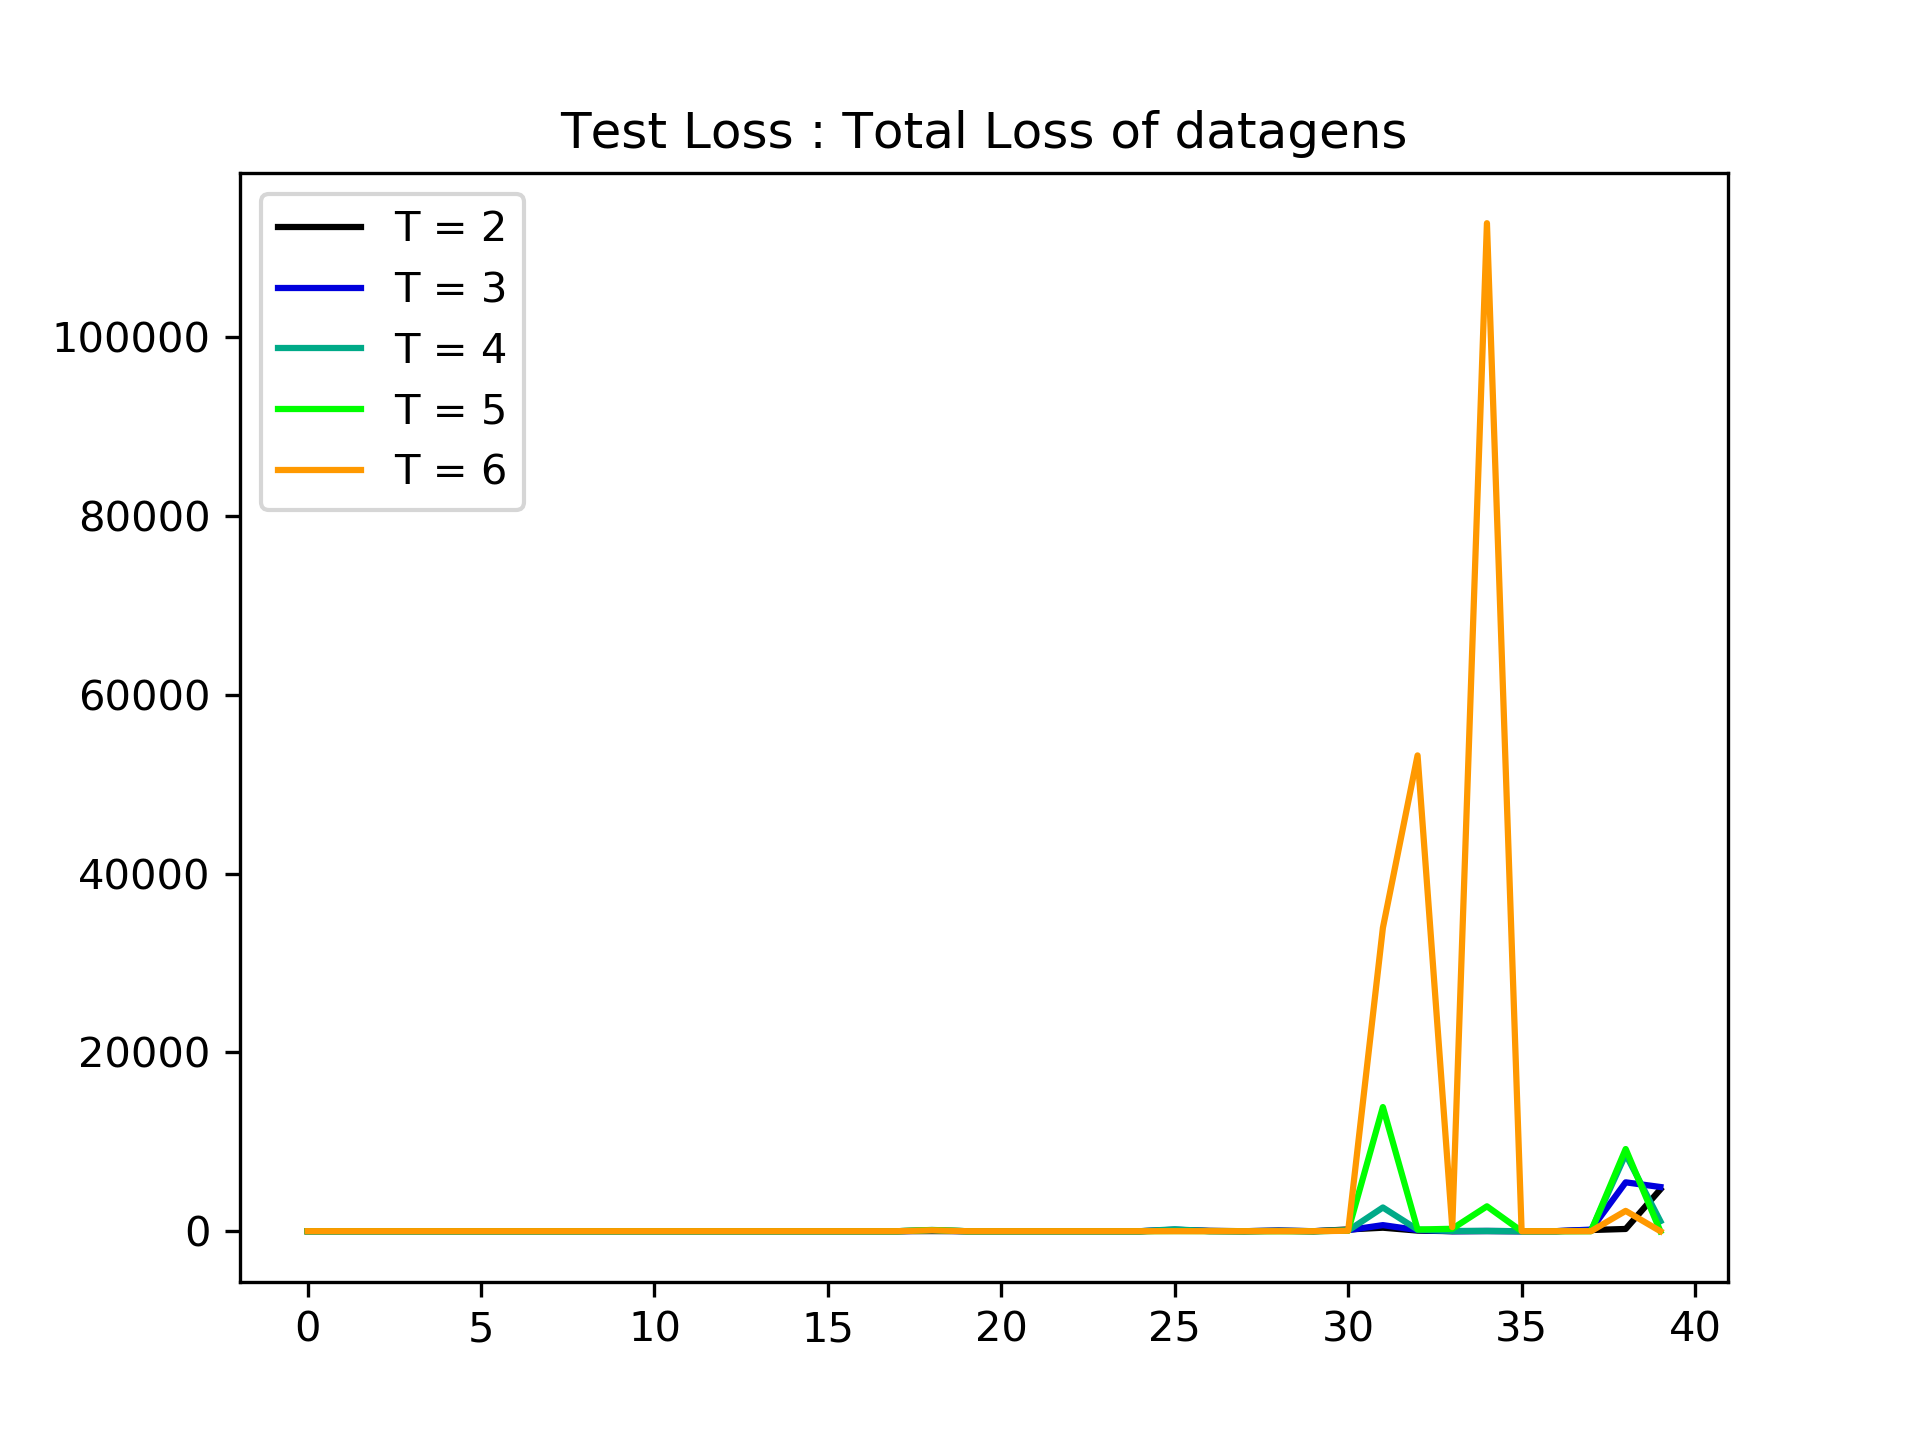 Test Loss : Total Loss of datagens
T = 2
T = 3
T = 4
T = 5
T = 6
100000
80000
60000
40000
20000
0
0 5 10 15 20 25 30 35 40